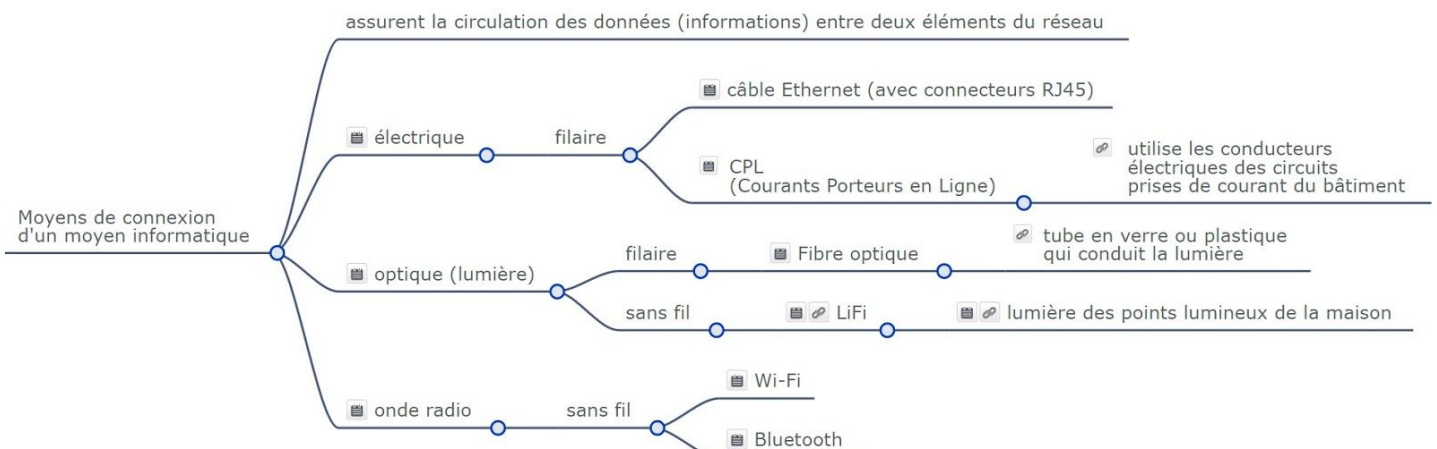 assurent la circulation des données (informations) entre deux éléments du réseau
câble Ethernet (avec connecteurs RJ45)
électrique
filaire
CPL
(Courants Porteurs en Ligne)
utilise les conducteurs
électriques des circuits
prises de courant du bâtiment
Moyens de connexion
d'un moyen informatique
optique (lumière)
filaire
Fibre optique
tube en verre ou plastique
qui conduit la lumière
sans fil
LiFi
lumière des points lumineux de la maison
onde radio
sans fil
Wi-Fi
Bluetooth